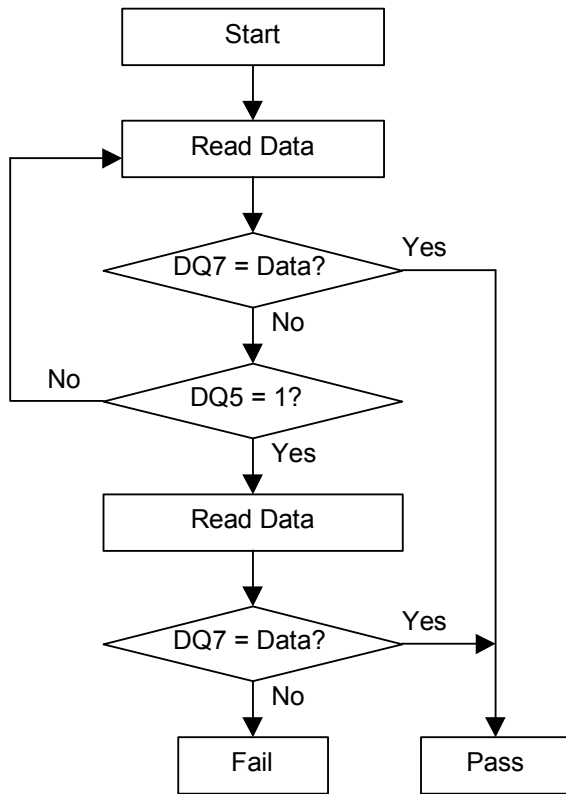 Start
Read Data
DQ7 = Data?
Yes
No
DQ5 = 1?
No
Yes
Read Data
DQ7 = Data?
Yes
No
Fail
Pass